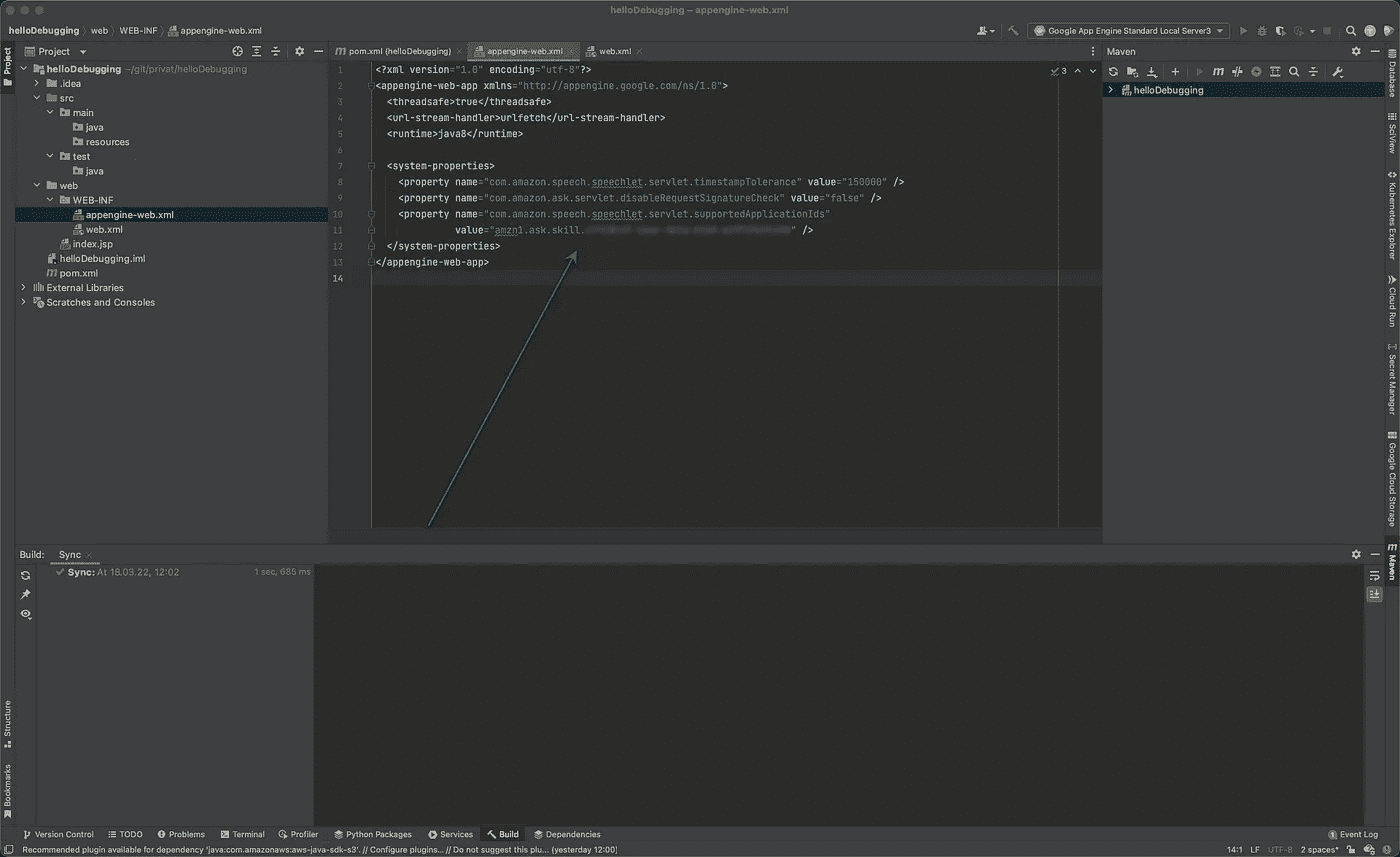 helloDebugging – appengine-web.xml
helloDebugging web WEB-INF appengine-web.xml
Google App Engine Standard Local Server3
Project
Project
pom.xml (helloDebugging)
appengine-web.xml
web.xml
Maven
helloDebugging ~/git/privat/helloDebugging
.idea
src
main
java
resources
test
java
web
WEB-INF
appengine-web.xml
web.xml
index.jsp
helloDebugging.iml
pom.xml
External Libraries
Scratches and Consoles
1 <?xml version="1.0" encoding="utf-8"?>
2 <appengine-web-app xmlns="http://appengine.google.com/ns/1.0">
3 <threadsafe>true</threadsafe>
4 <url-stream-handler>urlfetch</url-stream-handler>
5 <runtime>java8</runtime>
6
7 <system-properties>
8 <property name="com.amazon.speech.speechlet.servlet.timestampTolerance" value="150000" />
9 <property name="com.amazon.ask.servlet.disableRequestSignatureCheck" value="false" />
10 <property name="com.amazon.speech.speechlet.servlet.supportedApplicationIds"
11 value="amzn1.ask.skill. " />
12 </system-properties>
13 </appengine-web-app>
14
3
helloDebugging
Database
SciView
Kubernetes Explorer
Cloud Run
Secret Manager
Google Cloud Storage
Maven
Build: Sync
Sync: At 18.03.22, 12:02 1 sec, 685 ms
Structure
Bookmarks
Version Control TODO Problems Terminal Profiler Python Packages Services Build Dependencies 1 Event Log
Recommended plugin available for dependency 'java:com.amazonaws:aws-java-sdk-s3'. // Configure plugins... // Do not suggest this plu... (yesterday 12:00) 14:1 LF UTF-8 2 spaces*